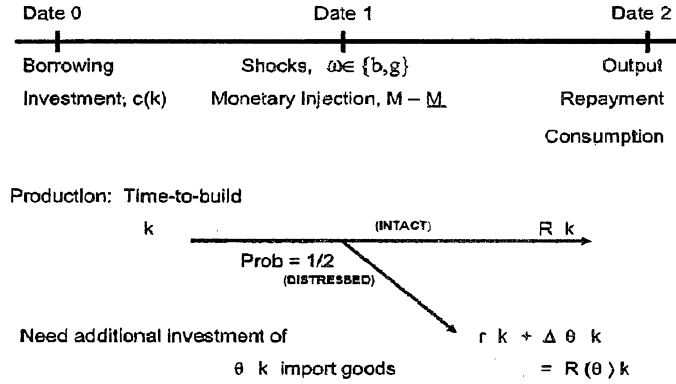 Date 0 Date 1 Date 2
Borrowing Shocks, ω∈ {b,g} Output
Investment, c(k) Monetary Injection, M – M Repayment
Consumption
Production: Time-to-build
k (INTACT) R k
Prob = 1/2
(DISTRESSED)
Need additional investment of r k + Δ θ k
θ k import goods = R(θ)k